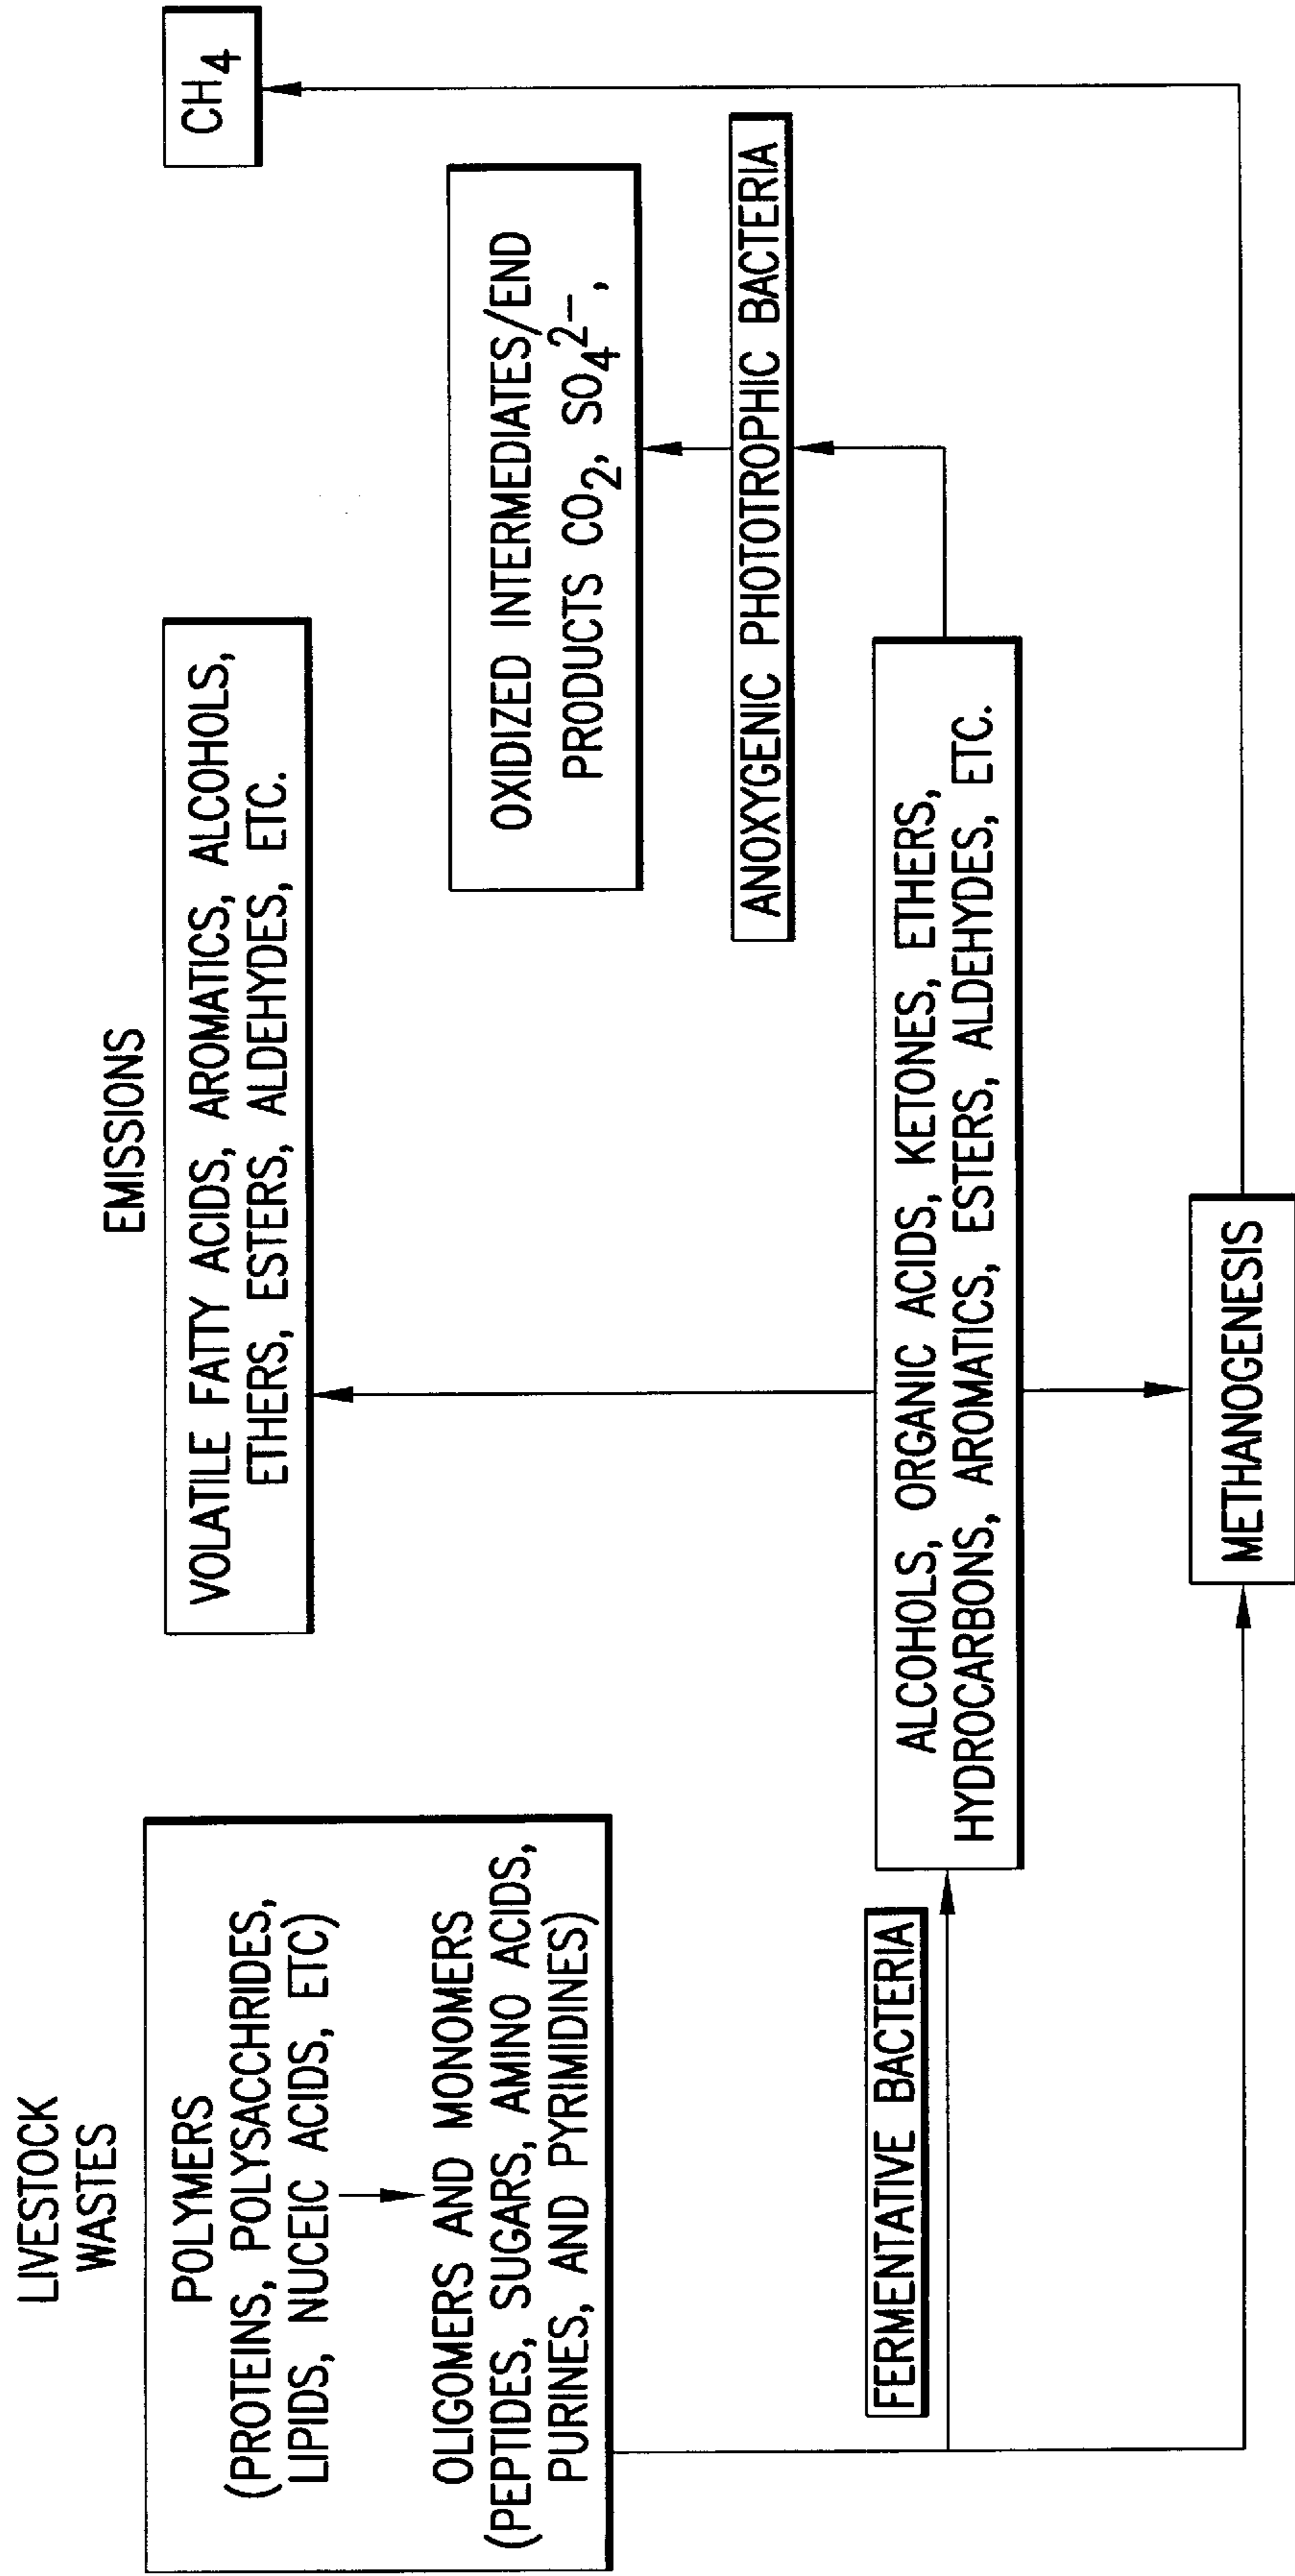 LIVESTOCK
WASTES
POLYMERS
(PROTEINS, POLYSACCHRIDES,
LIPIDS, NUCEIC ACIDS, ETC)
OLIGOMERS AND MONOMERS
(PEPTIDES, SUGARS, AMINO ACIDS,
PURINES, AND PYRIMIDINES)
FERMENTATIVE BACTERIA
EMISSIONS
VOLATILE FATTY ACIDS, AROMATICS, ALCOHOLS,
ETHERS, ESTERS, ALDEHYDES, ETC.
CH₄
OXIDIZED INTERMEDIATES/END
PRODUCTS CO₂, SO₄²⁻,
ANOXYGENIC PHOTOTROPHIC BACTERIA
ALCOHOLS, ORGANIC ACIDS, KETONES, ETHERS,
HYDROCARBONS, AROMATICS, ESTERS, ALDEHYDES, ETC.
METHANOGENESIS